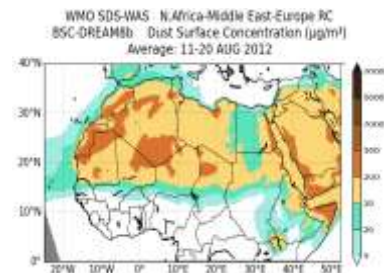 WMO SDS-WAS N.Africa-Middle East-Europe RC
BSC-DREAM8b Dust Surface Concentration (µg/m³)
Average: 11-20 AUG 2012
40°N
30°N
20°N
10°N
0°
20°W 10°W 0° 10°E 20°E 30°E 40°E 50°E